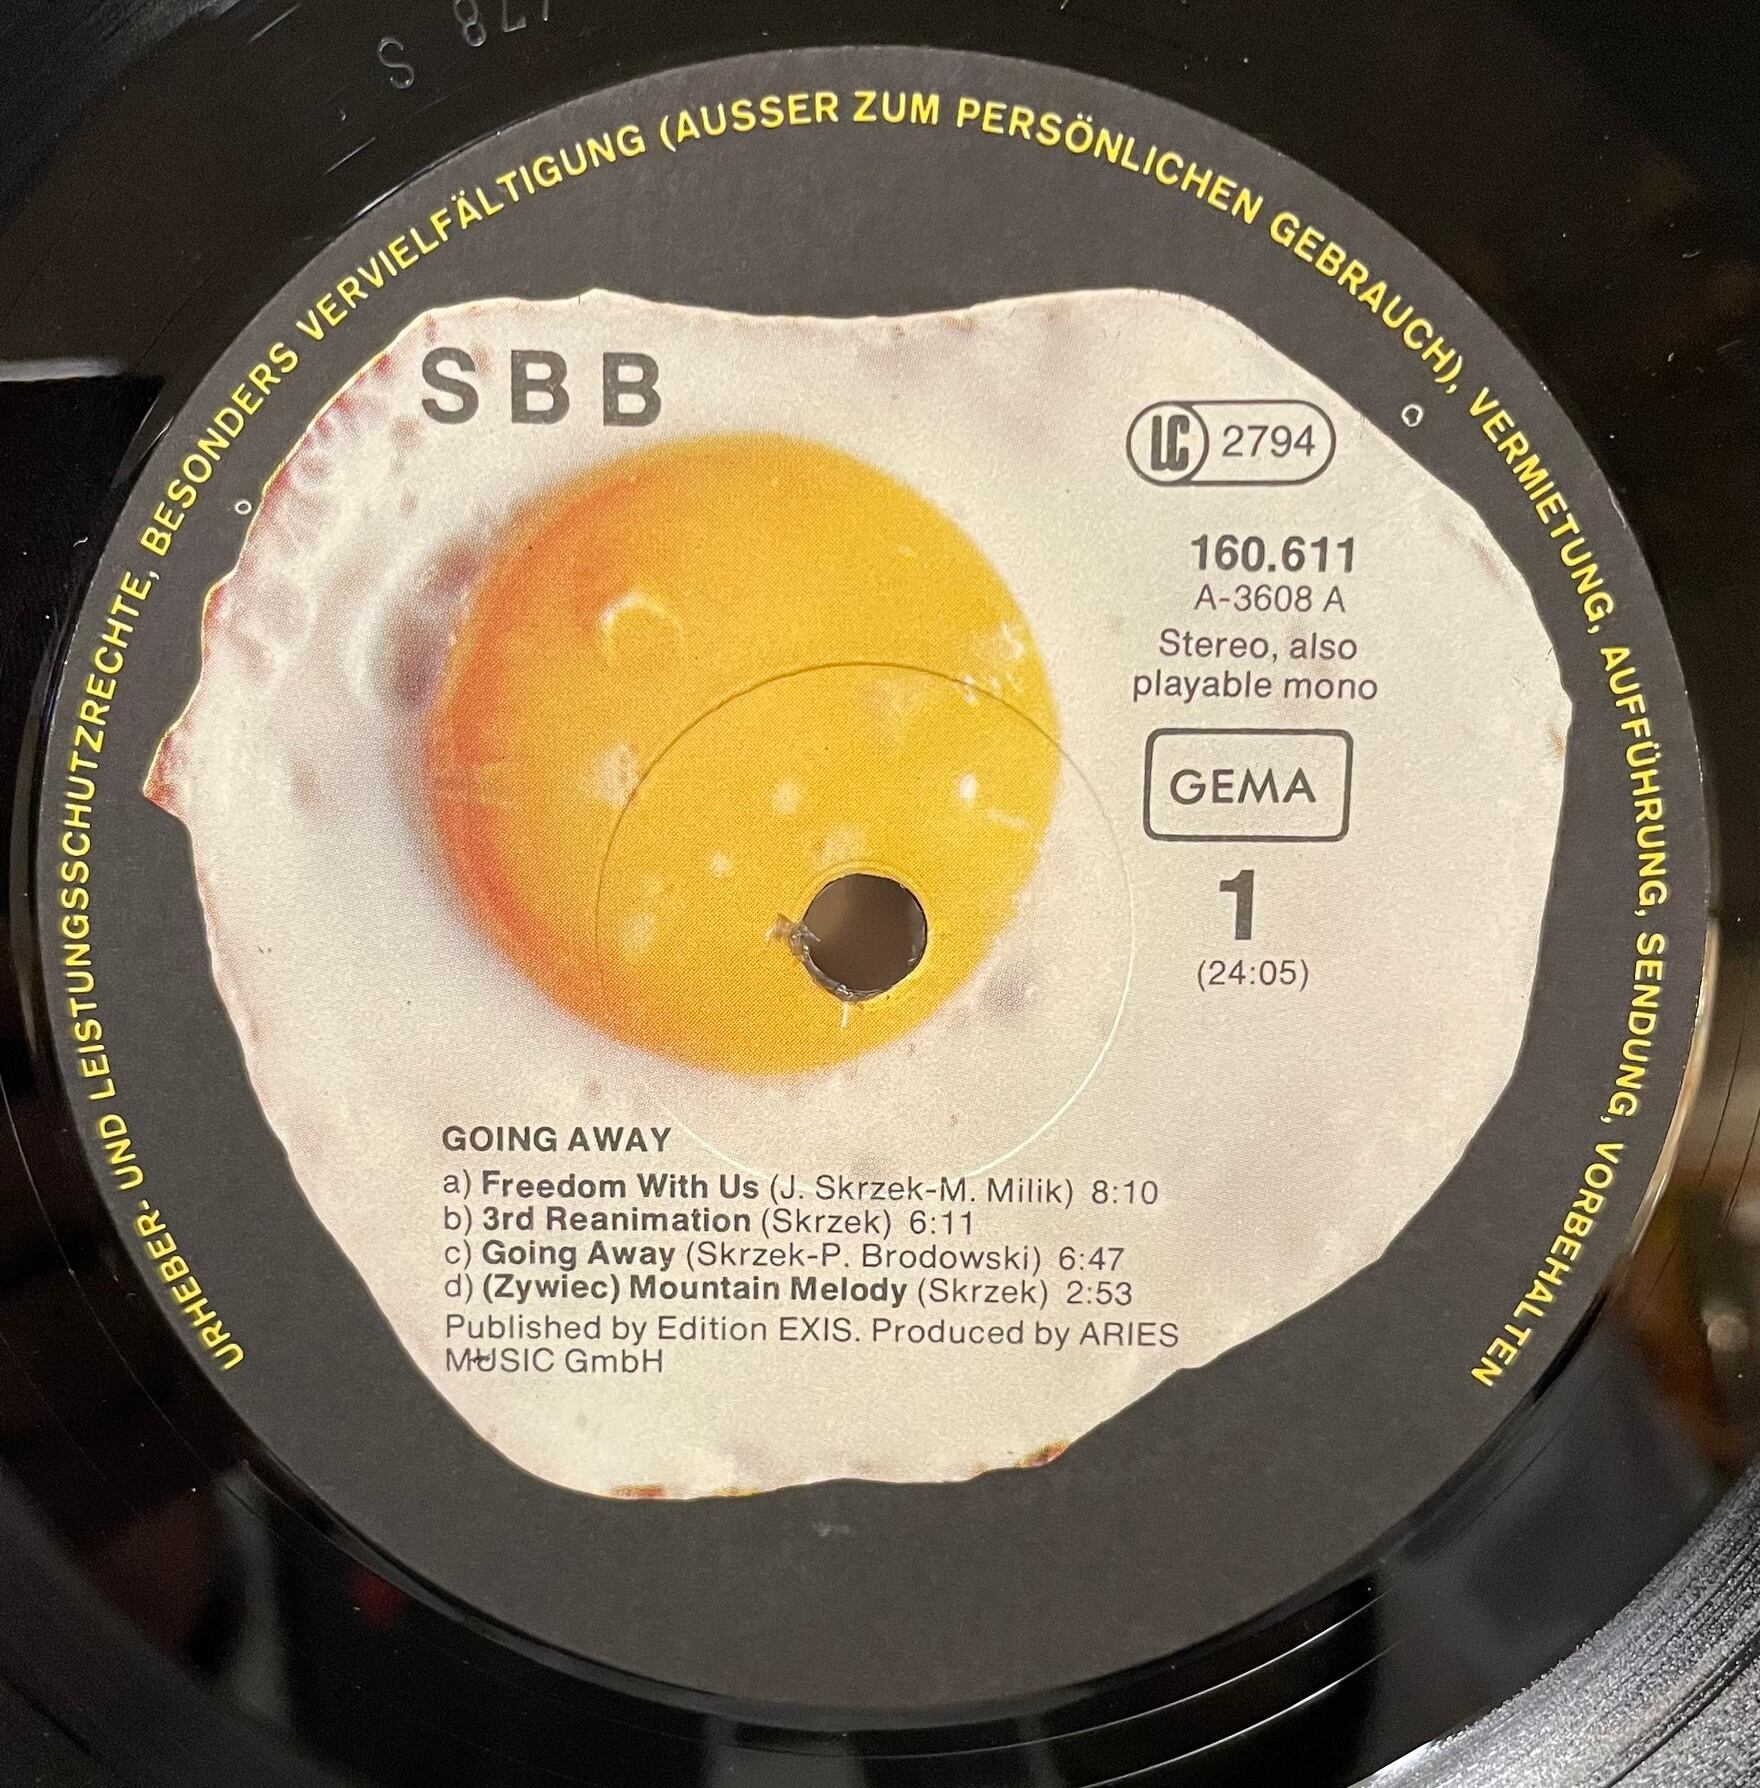 S 8L7
URHEBER- UND LEISTUNGSSCHUTZRECHTE, BESONDERS VERVIELFÄLTIGUNG (AUSSER ZUM PERSÖNLICHEN GEBRAUCH), VERMIETUNG, AUFFÜHRUNG, SENDUNG, VORBEHALTEN
SBB
LC 2794
160.611
A-3608 A
Stereo, also
playable mono
GEMA
1
(24:05)
GOING AWAY
a) Freedom With Us (J. Skrzek-M. Milik) 8:10
b) 3rd Reanimation (Skrzek) 6:11
c) Going Away (Skrzek-P. Brodowski) 6:47
d) (Zywiec) Mountain Melody (Skrzek) 2:53
Published by Edition EXIS. Produced by ARIES
MUSIC GmbH